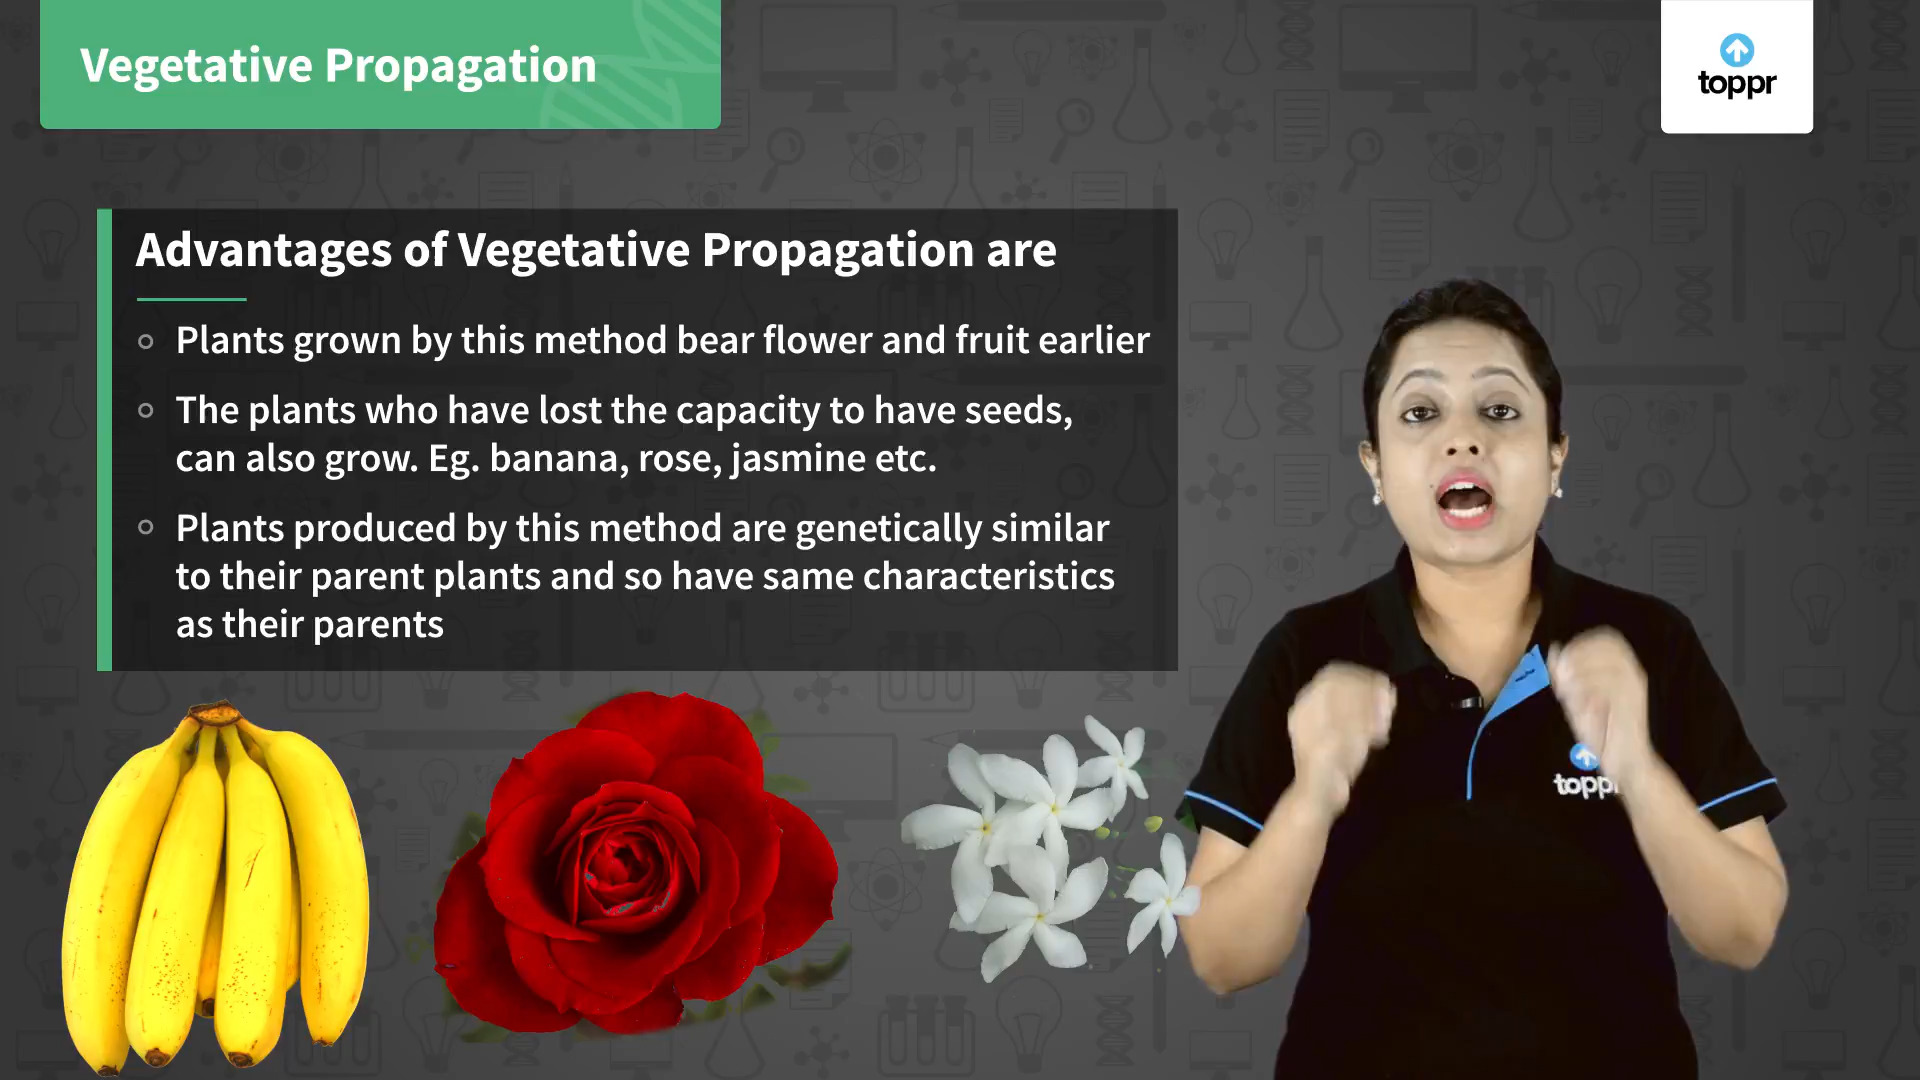 Vegetative Propagation
toppr
Advantages of Vegetative Propagation are
Plants grown by this method bear flower and fruit earlier
The plants who have lost the capacity to have seeds,
can also grow. Eg. banana, rose, jasmine etc.
Plants produced by this method are genetically similar
to their parent plants and so have same characteristics
as their parents
toppr